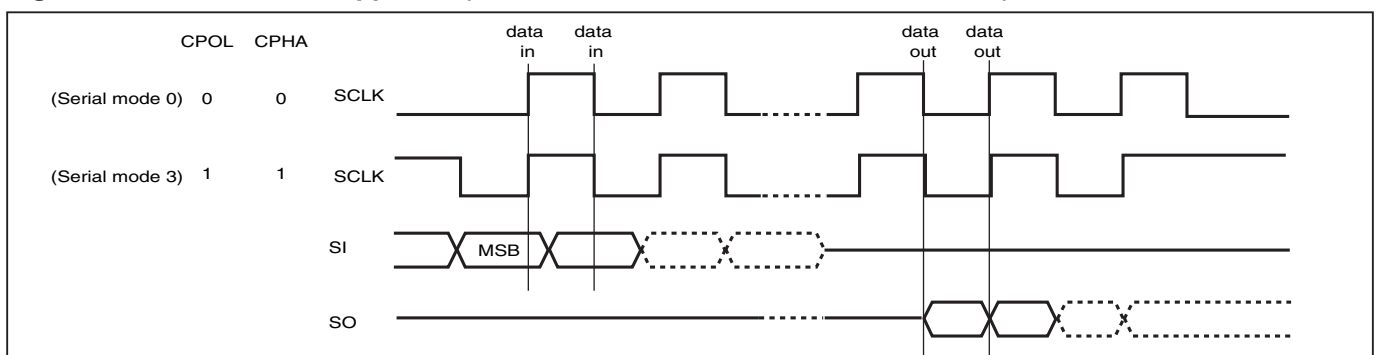 CPOL CPHA
data in
data in
data out
data out
(Serial mode 0) 0 0 SCLK
(Serial mode 3) 1 1 SCLK
SI
MSB
SO